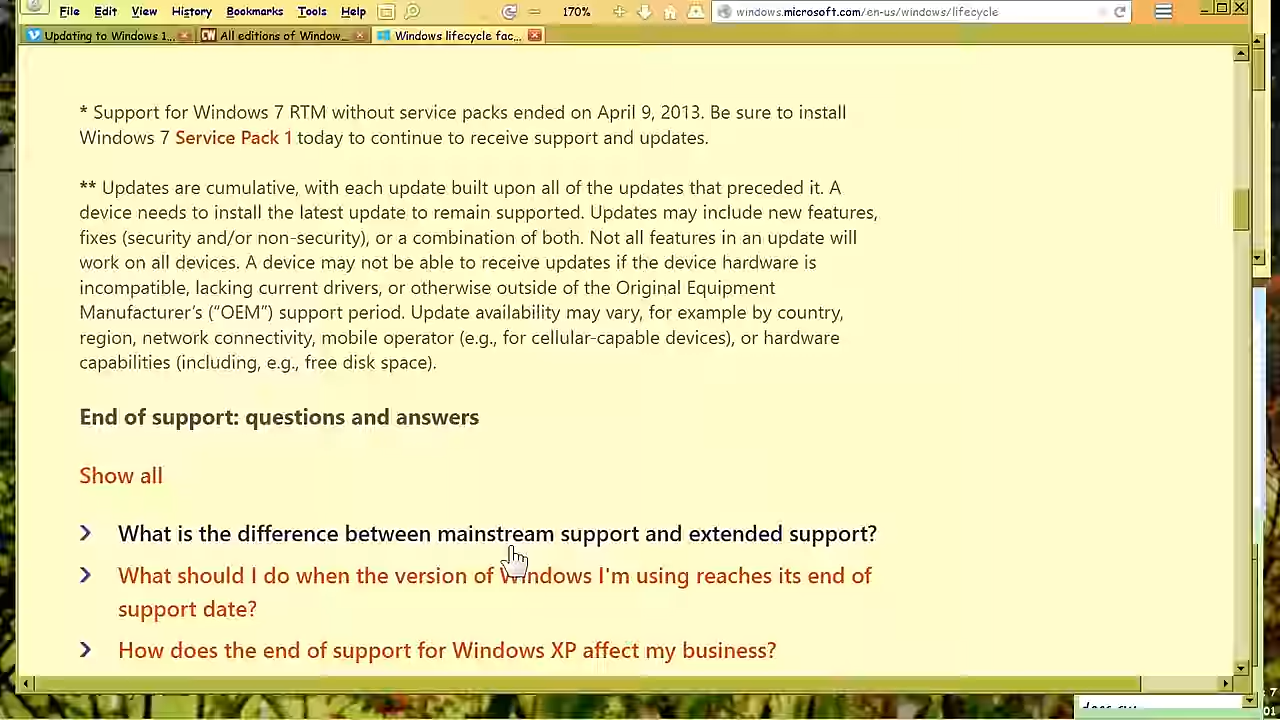 File Edit View History Bookmarks Tools Help 170% windows.microsoft.com/en-us/windows/lifecycle
Updating to Windows 1... All editions of Window... Windows lifecycle fac...
* Support for Windows 7 RTM without service packs ended on April 9, 2013. Be sure to install
Windows 7 Service Pack 1 today to continue to receive support and updates.
** Updates are cumulative, with each update built upon all of the updates that preceded it. A
device needs to install the latest update to remain supported. Updates may include new features,
fixes (security and/or non-security), or a combination of both. Not all features in an update will
work on all devices. A device may not be able to receive updates if the device hardware is
incompatible, lacking current drivers, or otherwise outside of the Original Equipment
Manufacturer's (“OEM”) support period. Update availability may vary, for example by country,
region, network connectivity, mobile operator (e.g., for cellular-capable devices), or hardware
capabilities (including, e.g., free disk space).
End of support: questions and answers
Show all
What is the difference between mainstream support and extended support?
What should I do when the version of Windows I'm using reaches its end of
support date?
How does the end of support for Windows XP affect my business?